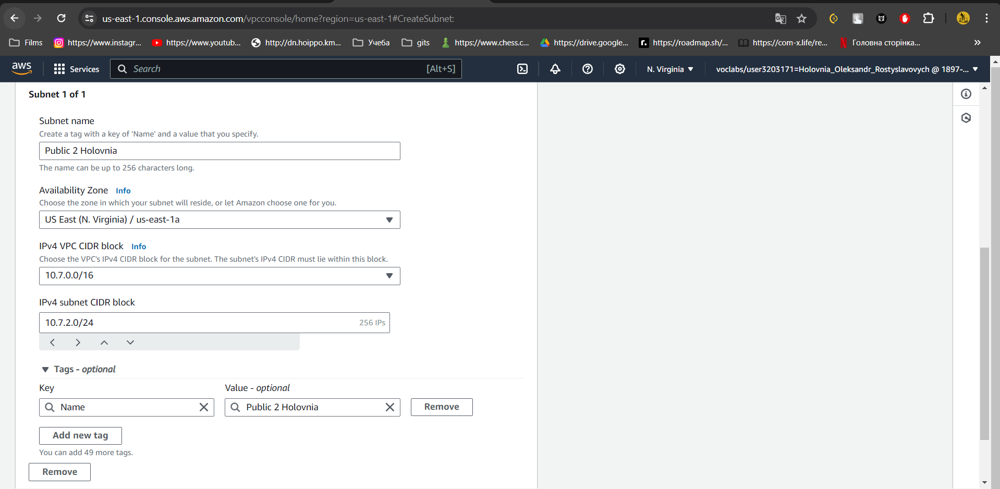 us-east-1.console.aws.amazon.com/vpcconsole/home?region=us-east-1#CreateSubnet:
Films https://www.instagr... https://www.youtub... http://dn.hoippo.km... Учеба gits https://www.chess.c... https://drive.google... r. https://roadmap.sh/... https://com-x.life/re... Головна сторінка... »
aws Services Search [Alt+S] N. Virginia voclabs/user3203171=Holovnia_Oleksandr_Rostyslavovych @ 1897-...
Subnet 1 of 1
Subnet name
Create a tag with a key of 'Name' and a value that you specify.
Public 2 Holovnia
The name can be up to 256 characters long.
Availability Zone Info
Choose the zone in which your subnet will reside, or let Amazon choose one for you.
US East (N. Virginia) / us-east-1a
IPv4 VPC CIDR block Info
Choose the VPC's IPv4 CIDR block for the subnet. The subnet's IPv4 CIDR must lie within this block.
10.7.0.0/16
IPv4 subnet CIDR block
10.7.2.0/24 256 IPs
Tags - optional
Key Value - optional
Name Public 2 Holovnia Remove
Add new tag
You can add 49 more tags.
Remove